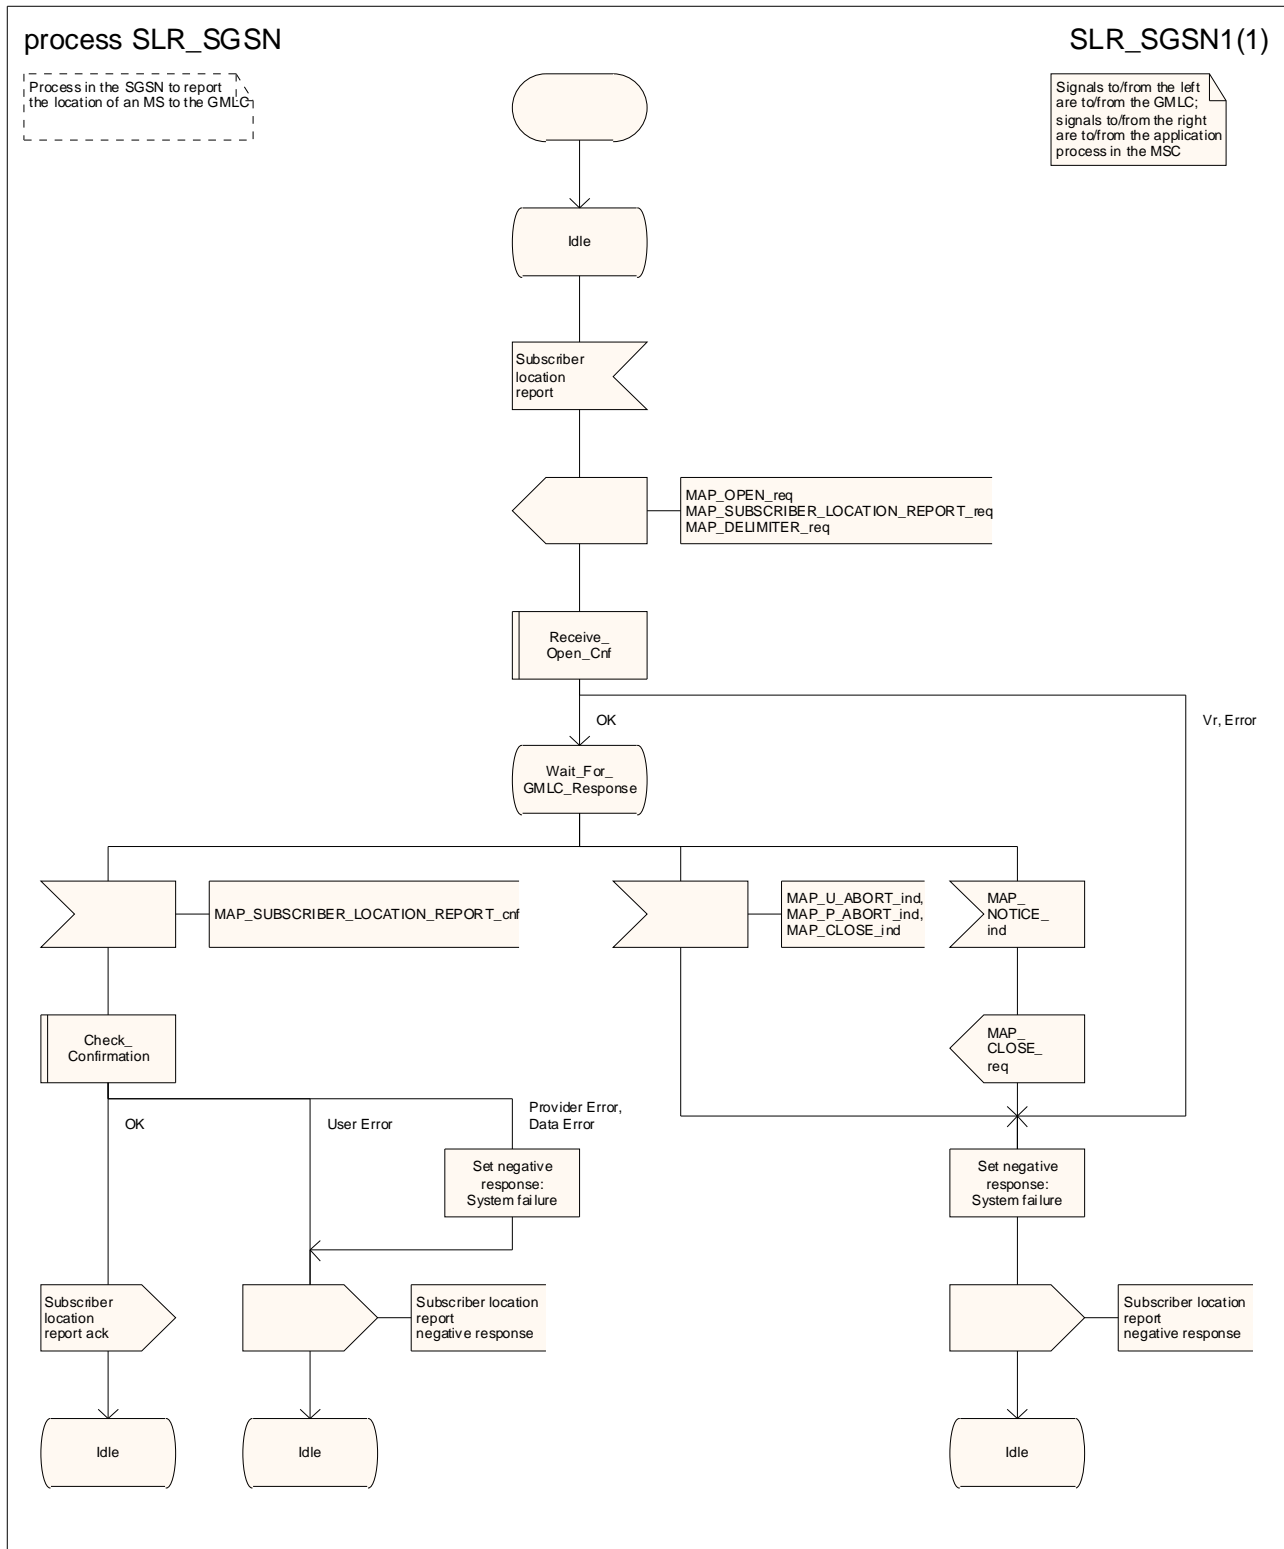 process SLR_SGSN
SLR_SGSN1(1)
Process in the SGSN to report
the location of an MS to the GMLC
Signals to/from the left
are to/from the GMLC;
signals to/from the right
are to/from the application
process in the MSC
Idle
Subscriber
location
report
MAP_OPEN_req
MAP_SUBSCRIBER_LOCATION_REPORT_req
MAP_DELIMITER_req
Receive_
Open_Cnf
OK
Vr, Error
Wait_For_
GMLC_Response
MAP_SUBSCRIBER_LOCATION_REPORT_cnf
MAP_U_ABORT_ind,
MAP_P_ABORT_ind,
MAP_CLOSE_ind
MAP_
NOTICE_
ind
Check_
Confirmation
MAP_
CLOSE_
req
OK
User Error
Provider Error,
Data Error
Set negative
response:
System failure
Set negative
response:
System failure
Subscriber
location
report ack
Subscriber location
report
negative response
Subscriber location
report
negative response
Idle
Idle
Idle